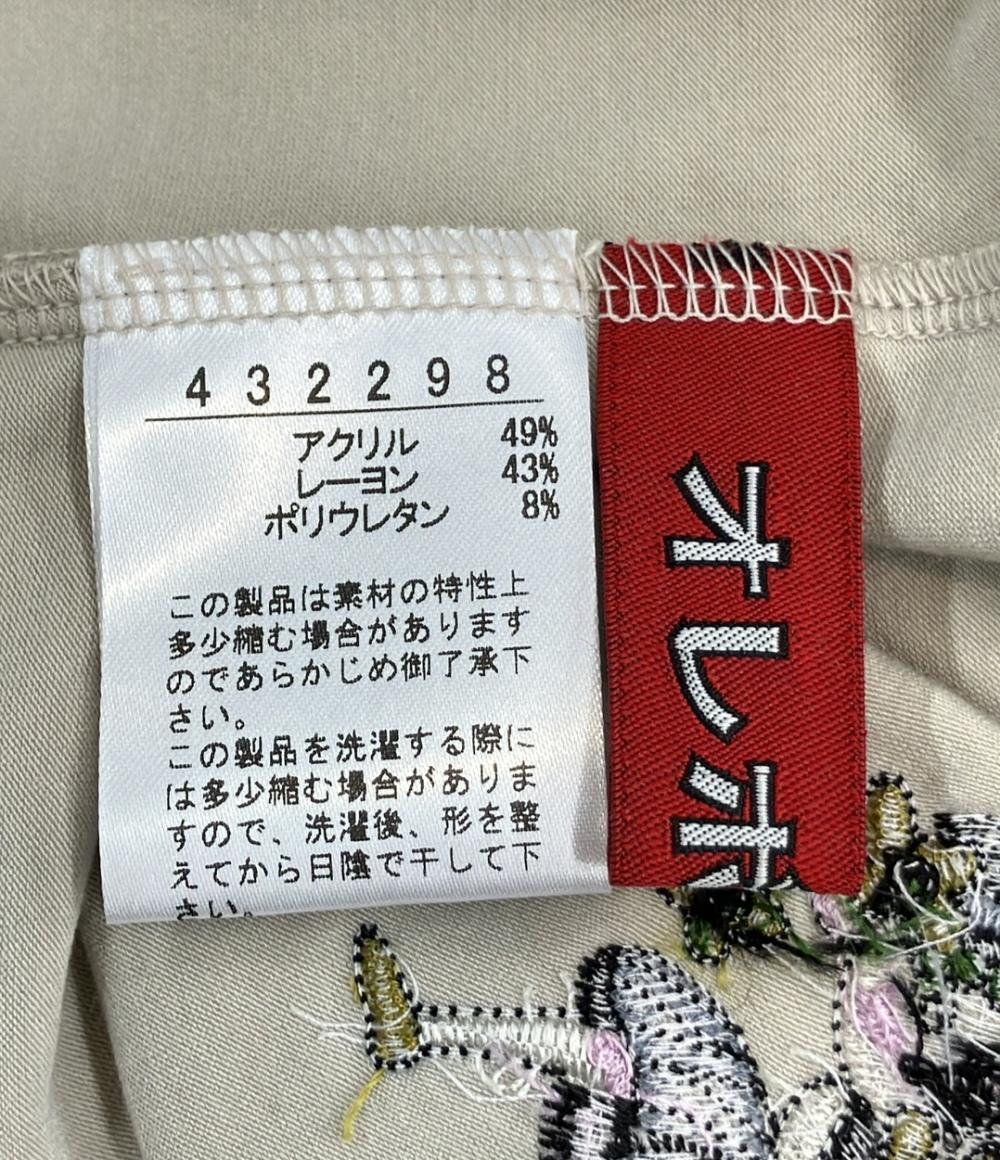 432298
アクリル 49%
レーヨン 43%
ポリウレタン 8%
この製品は素材の特性上
多少縮む場合があります
のであらかじめ御了承下
さい。
この製品を洗濯する際に
は多少縮む場合がありま
すので、洗濯後、形を整
えてから日陰で干して下
さい。
オレホ